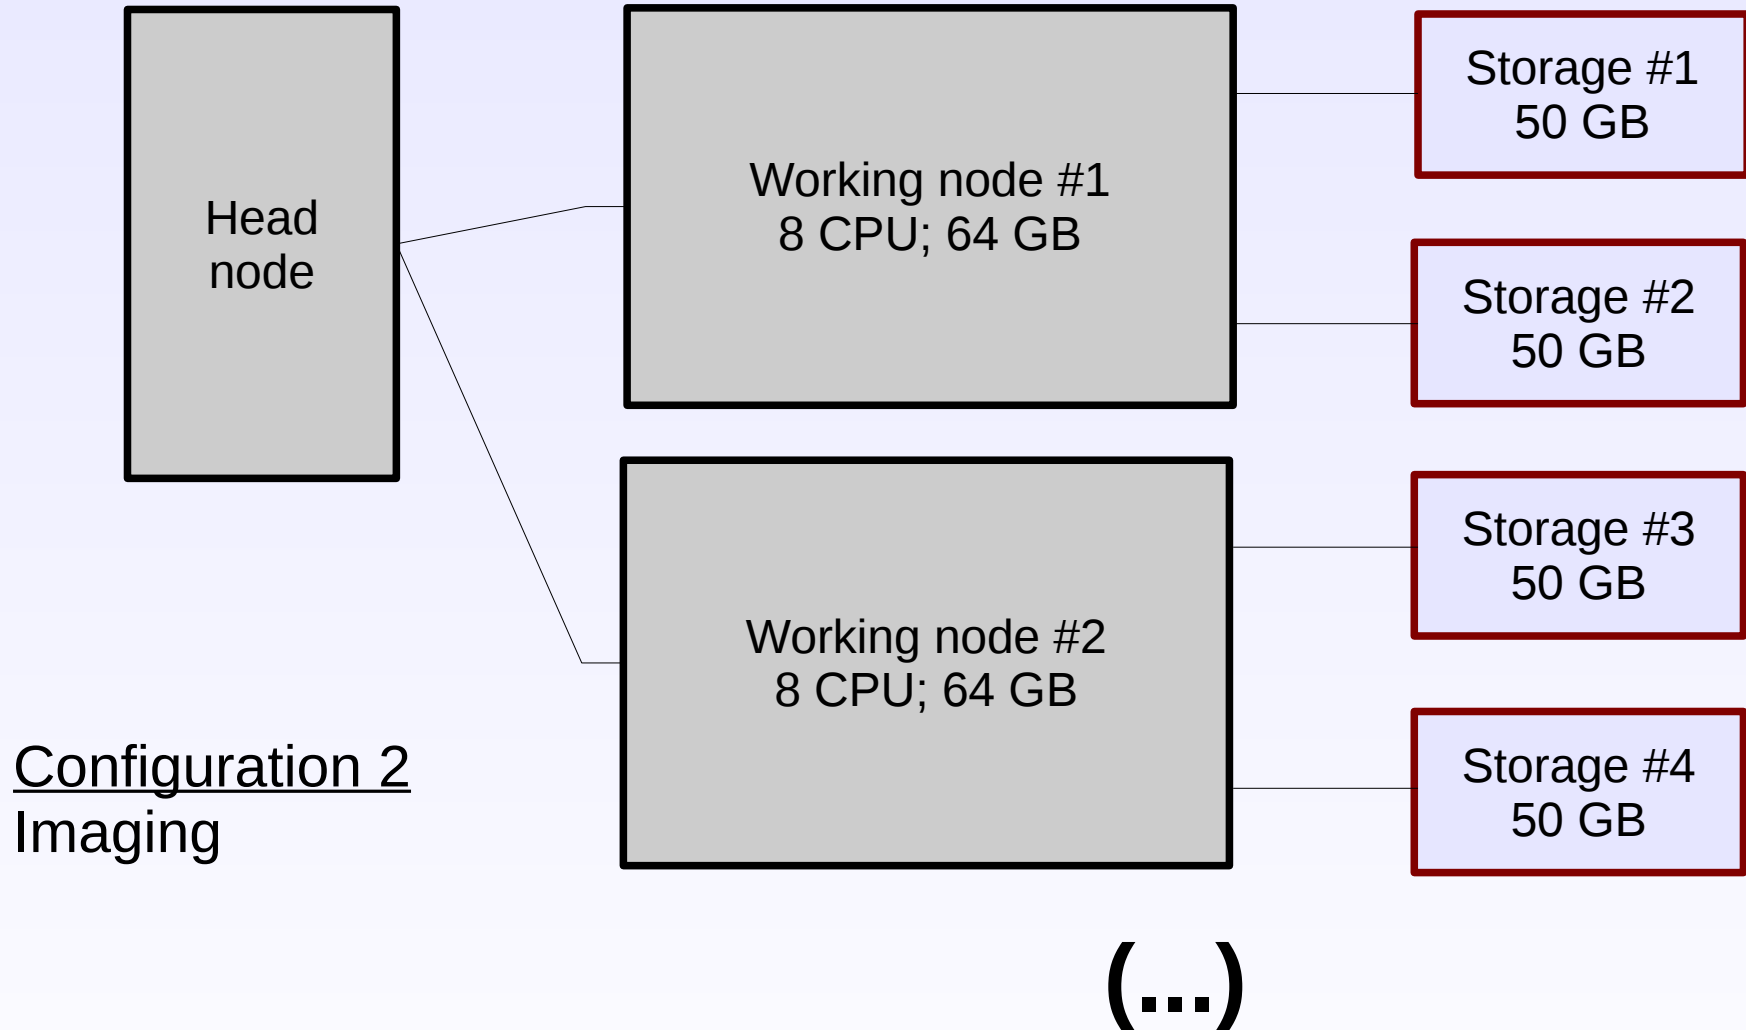 Head
node
Working node #1
8 CPU; 64 GB
Storage #1
50 GB
Storage #2
50 GB
Working node #2
8 CPU; 64 GB
Storage #3
50 GB
Storage #4
50 GB
Configuration 2
Imaging
(...)